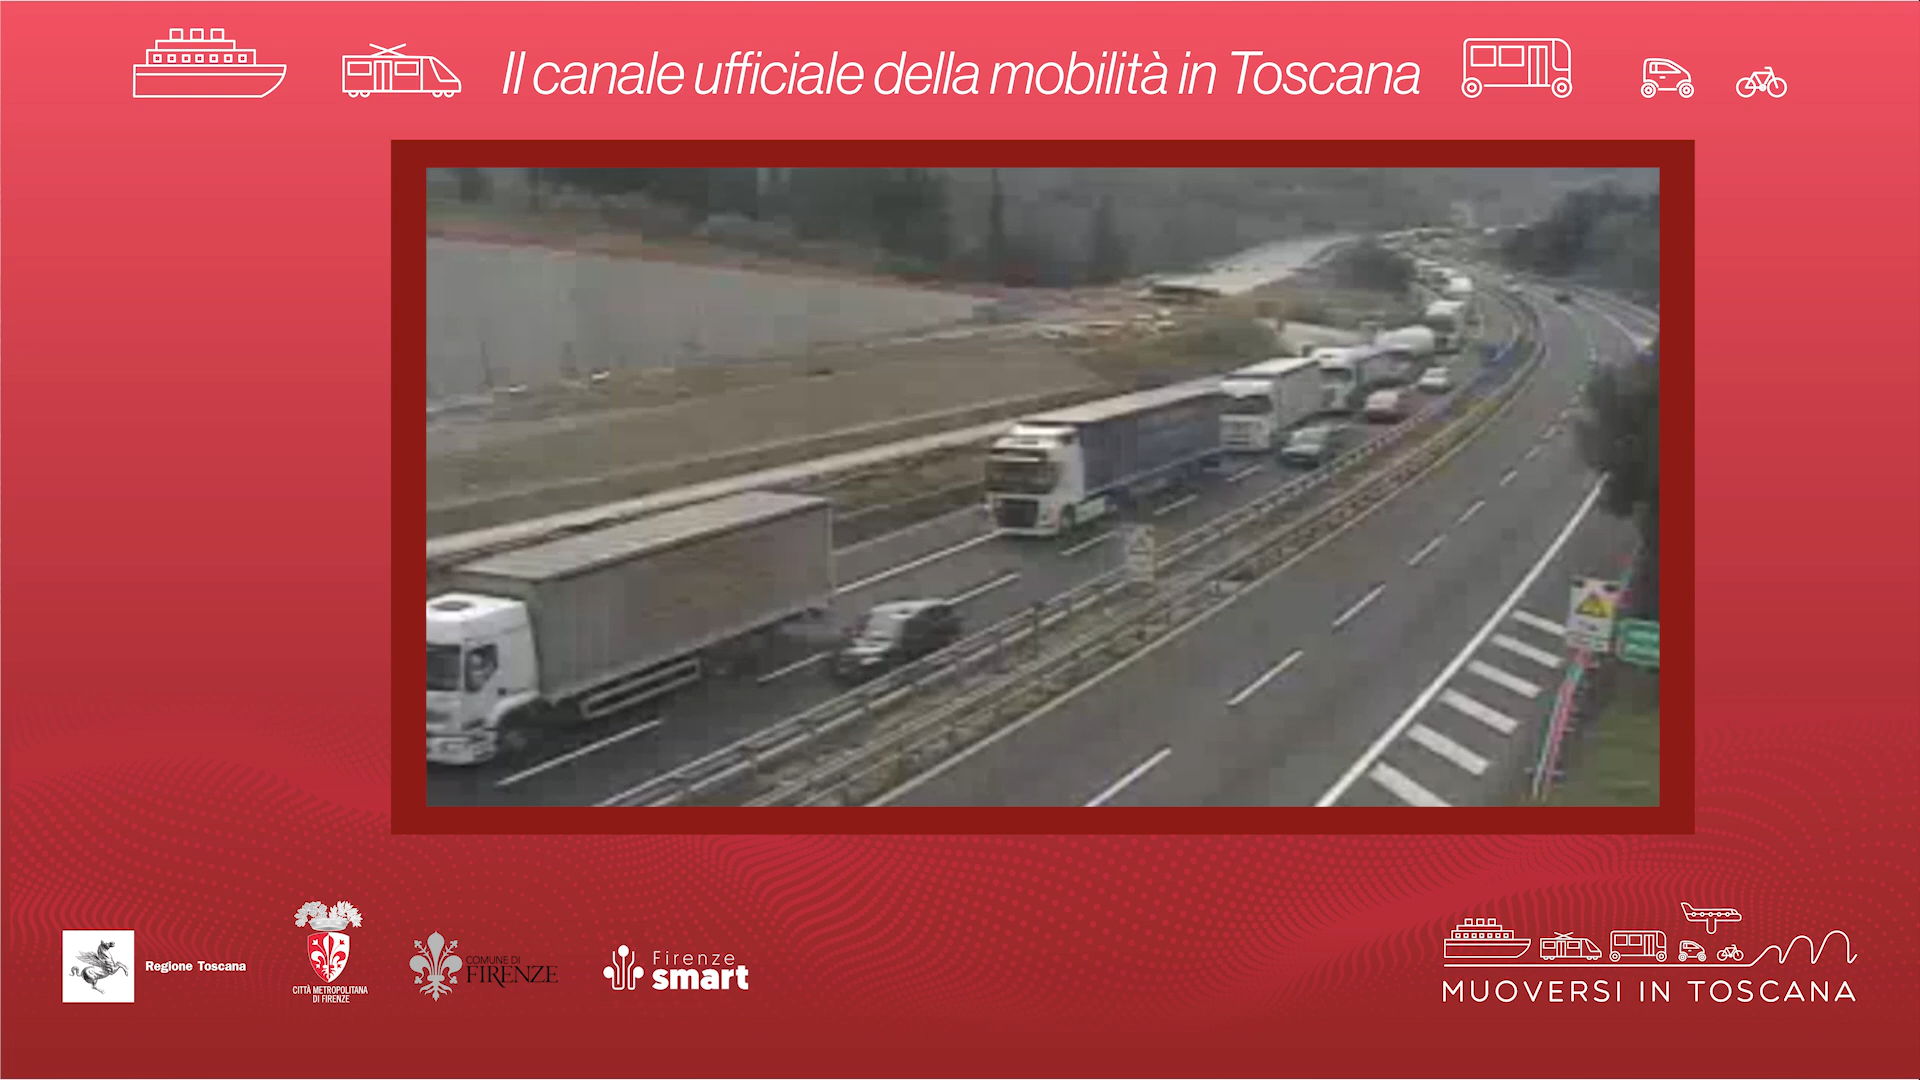 Il canale ufficiale della mobilità in Toscana
Regione Toscana
CITTÀ METROPOLITANA
DI FIRENZE
COMUNE DI
FIRENZE
Firenze
smart
MUOVERSI IN TOSCANA